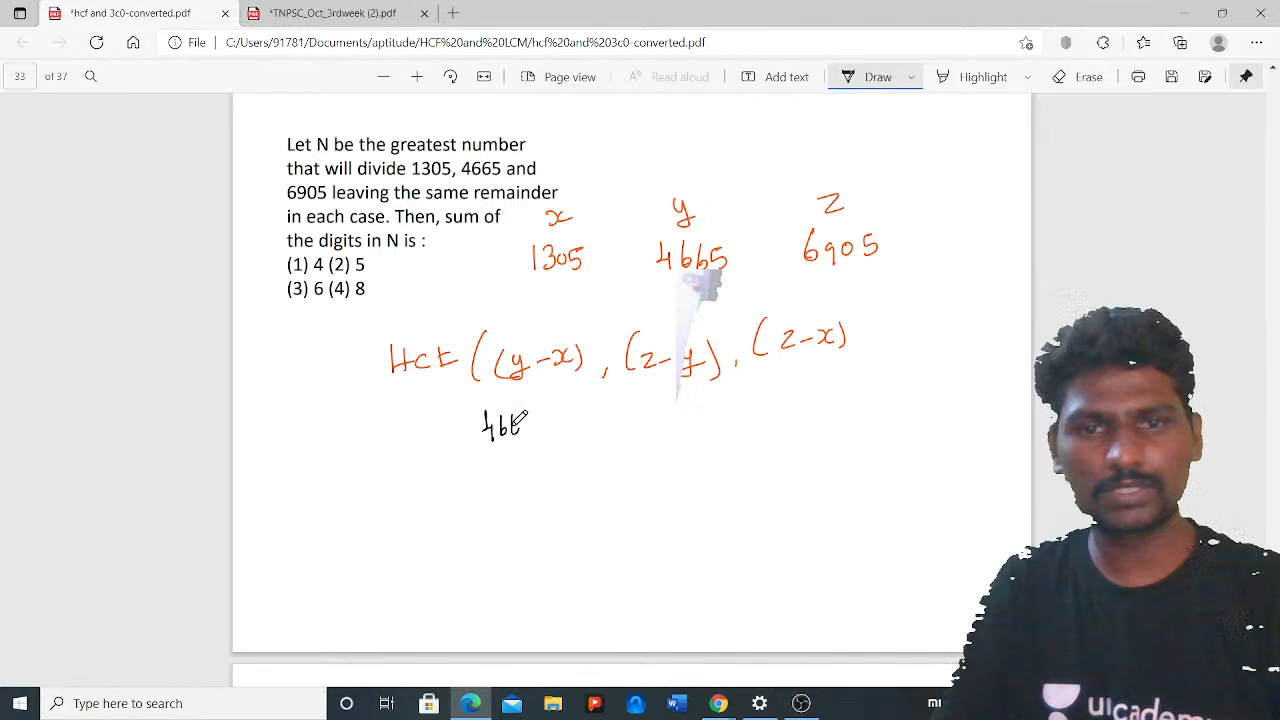 *hcf and 3c0-converted.pdf
*TNPSC_Oct_3rdweek (2).pdf
File C:/Users/91781/Documents/aptitude/HCF%20and%20LCM/hcf%20and%203c0-converted.pdf
33 of 37 Page view Read aloud Add text Draw Highlight Erase
Let N be the greatest number
that will divide 1305, 4665 and
6905 leaving the same remainder
in each case. Then, sum of
the digits in N is :
(1) 4 (2) 5
(3) 6 (4) 8
x y z
1305 4665 6905
HCF ((y-x), (z-y), (z-x)
466
Type here to search